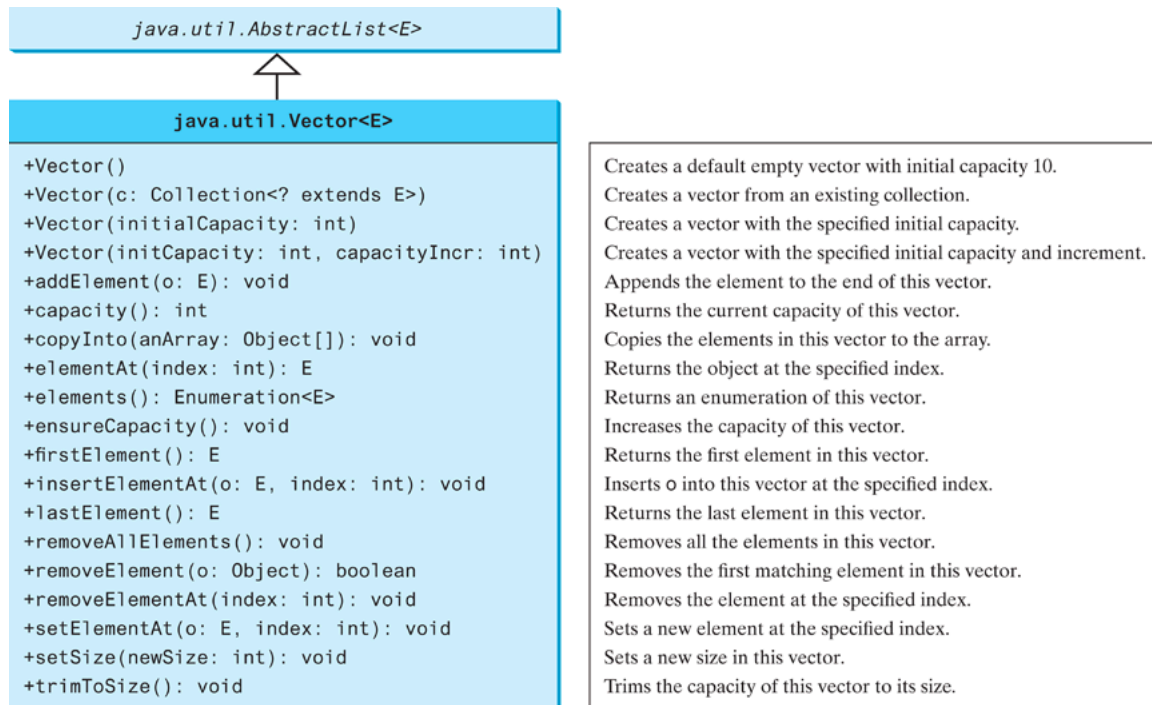 java.util.AbstractList<E>
java.util.Vector<E>
+Vector()
Creates a default empty vector with initial capacity 10.
+Vector(c: Collection<? extends E>)
Creates a vector from an existing collection.
+Vector(initialCapacity: int)
Creates a vector with the specified initial capacity.
+Vector(initCapacity: int, capacityIncr: int)
Creates a vector with the specified initial capacity and increment.
+addElement(o: E): void
Appends the element to the end of this vector.
+capacity(): int
Returns the current capacity of this vector.
+copyInto(anArray: Object[]): void
Copies the elements in this vector to the array.
+elementAt(index: int): E
Returns the object at the specified index.
+elements(): Enumeration<E>
Returns an enumeration of this vector.
+ensureCapacity(): void
Increases the capacity of this vector.
+firstElement(): E
Returns the first element in this vector.
+insertElementAt(o: E, index: int): void
Inserts o into this vector at the specified index.
+lastElement(): E
Returns the last element in this vector.
+removeAllElements(): void
Removes all the elements in this vector.
+removeElement(o: Object): boolean
Removes the first matching element in this vector.
+removeElementAt(index: int): void
Removes the element at the specified index.
+setElementAt(o: E, index: int): void
Sets a new element at the specified index.
+setSize(newSize: int): void
Sets a new size in this vector.
+trimToSize(): void
Trims the capacity of this vector to its size.